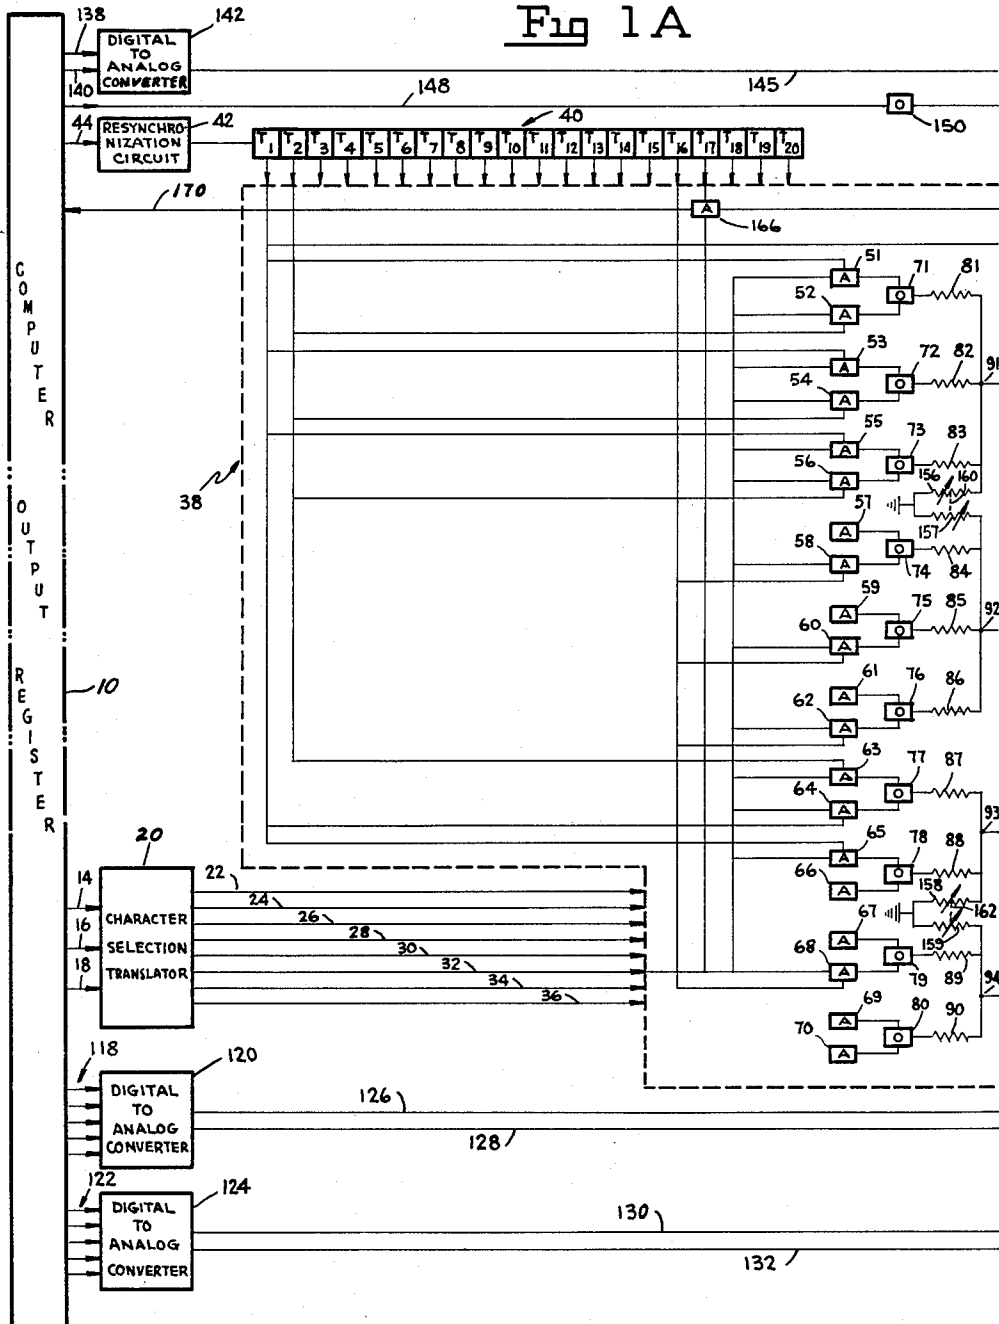 Fig 1A
138
142
DIGITAL
TO
ANALOG
CONVERTER
140
145
148
150
44
42
RESYNCHRO-
NIZATION
CIRCUIT
40
T1 T2 T3 T4 T5 T6 T7 T8 T9 T10 T11 T12 T13 T14 T15 T16 T17 T18 T19 T20
170
A
166
O
38
COMPUTER
OUTPUT
REGISTER
10
51
A
71
O
81
52
A
53
A
72
O
82
91
54
A
55
A
73
O
83
56
A
156
160
157
57
A
58
A
74
O
84
59
A
75
O
85
92
60
A
61
A
76
O
86
62
A
63
A
77
O
87
64
A
93
65
A
78
O
88
66
A
158
162
159
67
A
68
A
79
O
89
94
69
A
80
O
90
70
A
20
14
16
18
CHARACTER
SELECTION
TRANSLATOR
22
24
26
28
30
32
34
36
118
120
DIGITAL
TO
ANALOG
CONVERTER
126
128
122
124
DIGITAL
TO
ANALOG
CONVERTER
130
132